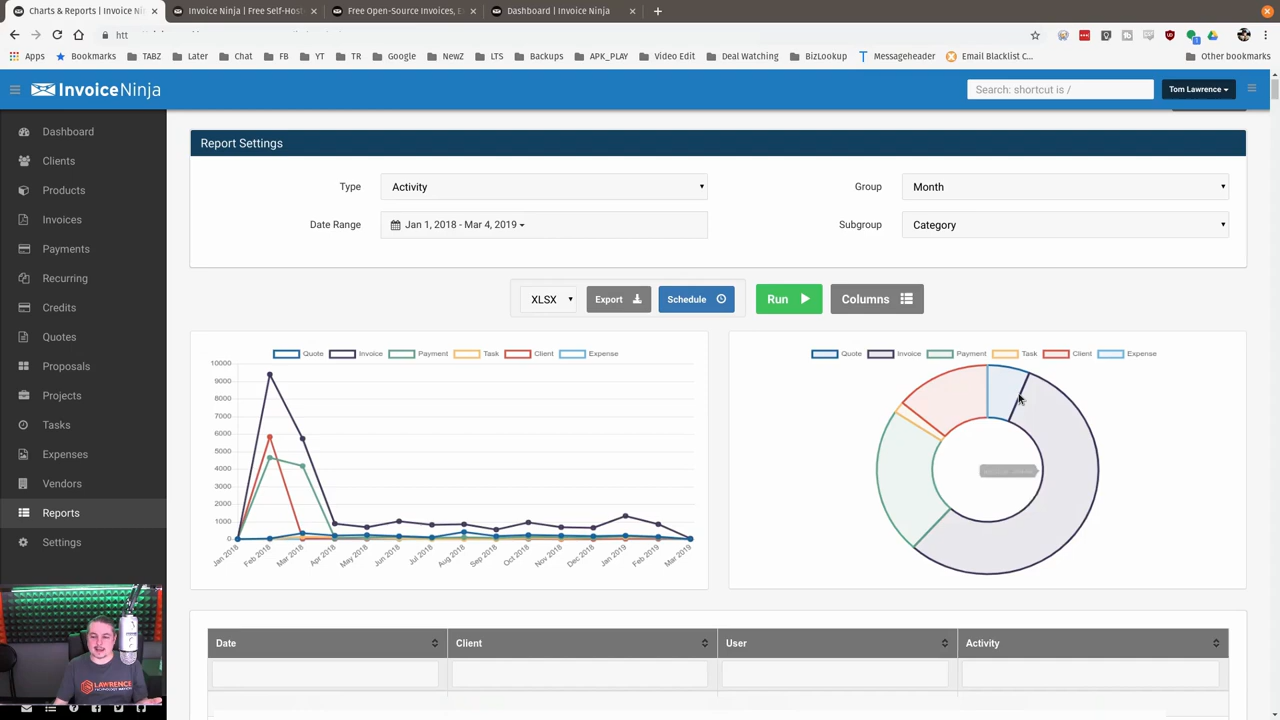 Charts & Reports | Invoice Ni
Invoice Ninja | Free Self-Host
Free Open-Source Invoices, E
Dashboard | Invoice Ninja
htt
Apps
Bookmarks
TABZ
Later
Chat
FB
YT
TR
Google
NewZ
LTS
Backups
APK_PLAY
Video Edit
Deal Watching
BizLookup
Messageheader
Email Blacklist C...
Other bookmarks
InvoiceNinja
Search: shortcut is /
Tom Lawrence
Dashboard
Clients
Products
Invoices
Payments
Recurring
Credits
Quotes
Proposals
Projects
Tasks
Expenses
Vendors
Reports
Settings
Report Settings
Type
Activity
Group
Month
Date Range
Jan 1, 2018 - Mar 4, 2019
Subgroup
Category
XLSX
Export
Schedule
Run
Columns
Quote Invoice Payment Task Client Expense
10000
9000
8000
7000
6000
5000
4000
3000
2000
1000
0
Jan 2018 Feb 2018 Mar 2018 Apr 2018 May 2018 Jun 2018 Jul 2018 Aug 2018 Sep 2018 Oct 2018 Nov 2018 Dec 2018 Jan 2019 Feb 2019 Mar 2019
Quote Invoice Payment Task Client Expense
Date
Client
User
Activity
LAWRENCE